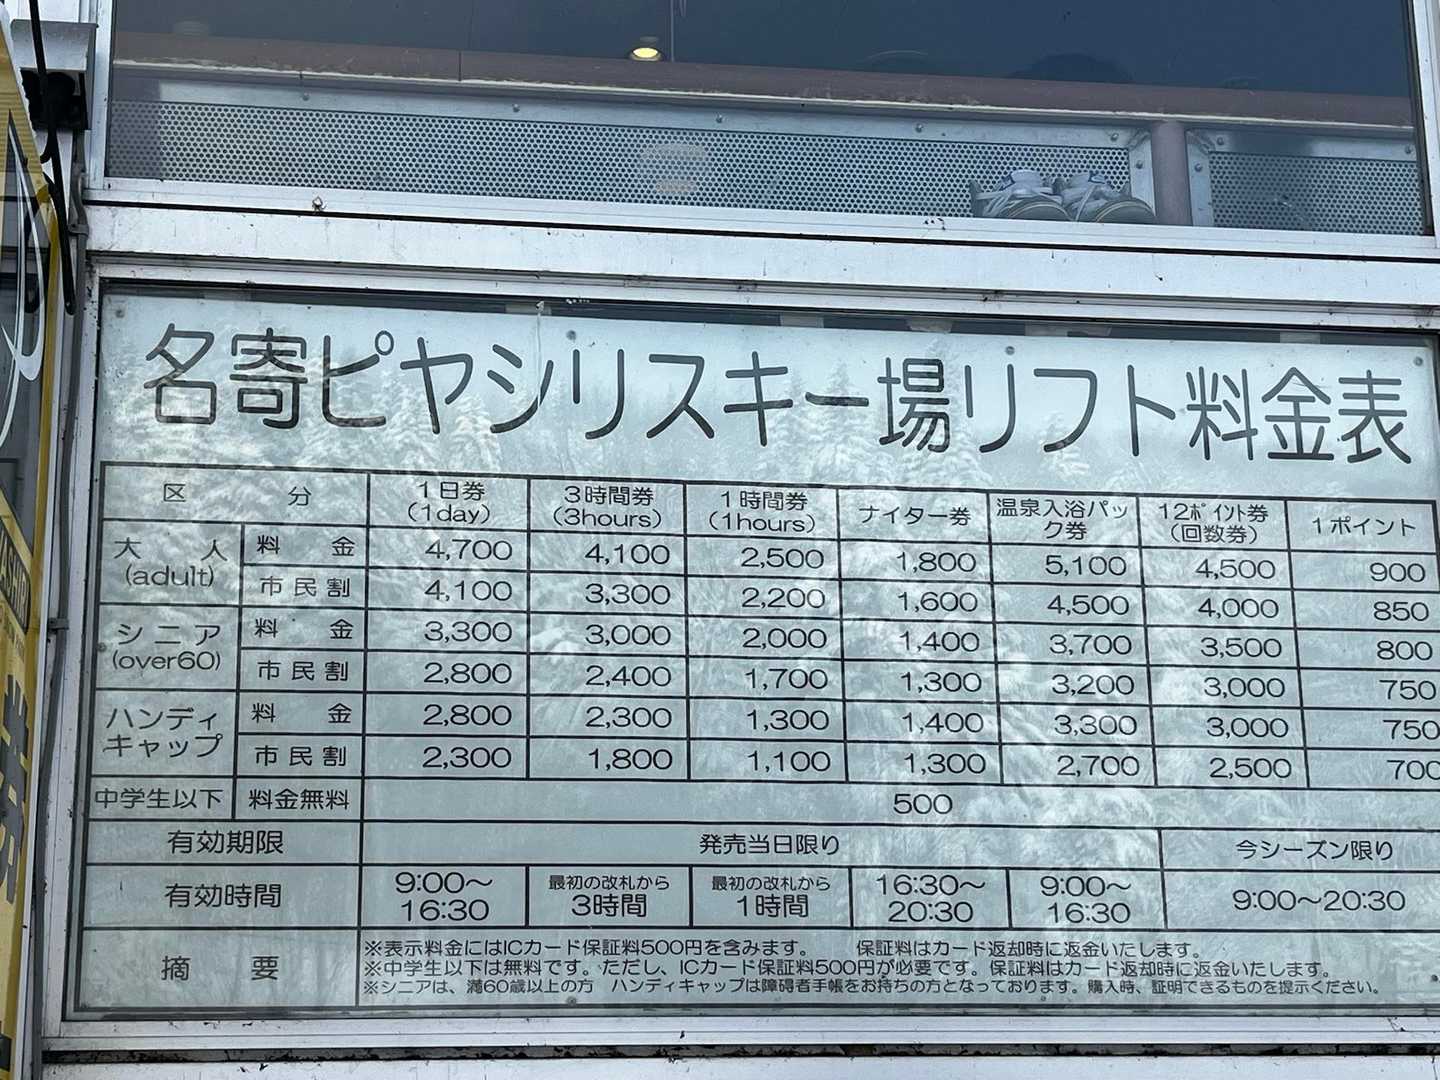 名寄ピヤシリスキー場リフト料金表
区 分 1日券 (1day) 3時間券 (3hours) 1時間券 (1hours) ナイター券 温泉入浴パック券 12ポイント券 (回数券) 1ポイント
大 人 (adult) 料 金 4,700 4,100 2,500 1,800 5,100 4,500 900
市民割 4,100 3,300 2,200 1,600 4,500 4,000 850
シニア (over60) 料 金 3,300 3,000 2,000 1,400 3,700 3,500 800
市民割 2,800 2,400 1,700 1,300 3,200 3,000 750
ハンディキャップ 料 金 2,800 2,300 1,300 1,400 3,300 3,000 750
市民割 2,300 1,800 1,100 1,300 2,700 2,500 700
中学生以下 料金無料 500
有効期限 発売当日限り 今シーズン限り
有効時間 9:00〜16:30 最初の改札から3時間 最初の改札から1時間 16:30〜20:30 9:00〜16:30 9:00〜20:30
摘 要 ※表示料金にはICカード保証料500円を含みます。 保証料はカード返却時に返金いたします。
※中学生以下は無料です。ただし、ICカード保証料500円が必要です。保証料はカード返却時に返金いたします。
※シニアは、満60歳以上の方 ハンディキャップは障碍者手帳をお持ちの方となっております。購入時、証明できるものを提示ください。